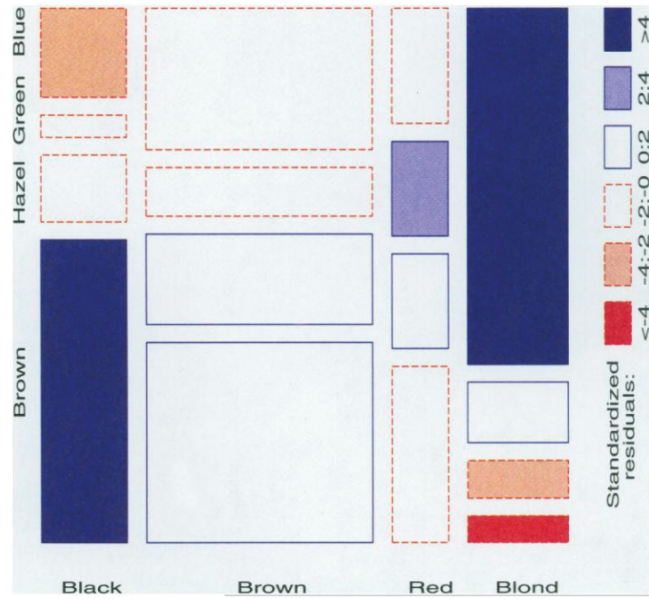 Blue
Green
Hazel
Brown
Black
Brown
Red
Blond
Standardized
residuals:
<-4
-4:-2
-2:-0
0:2
2:4
≥4